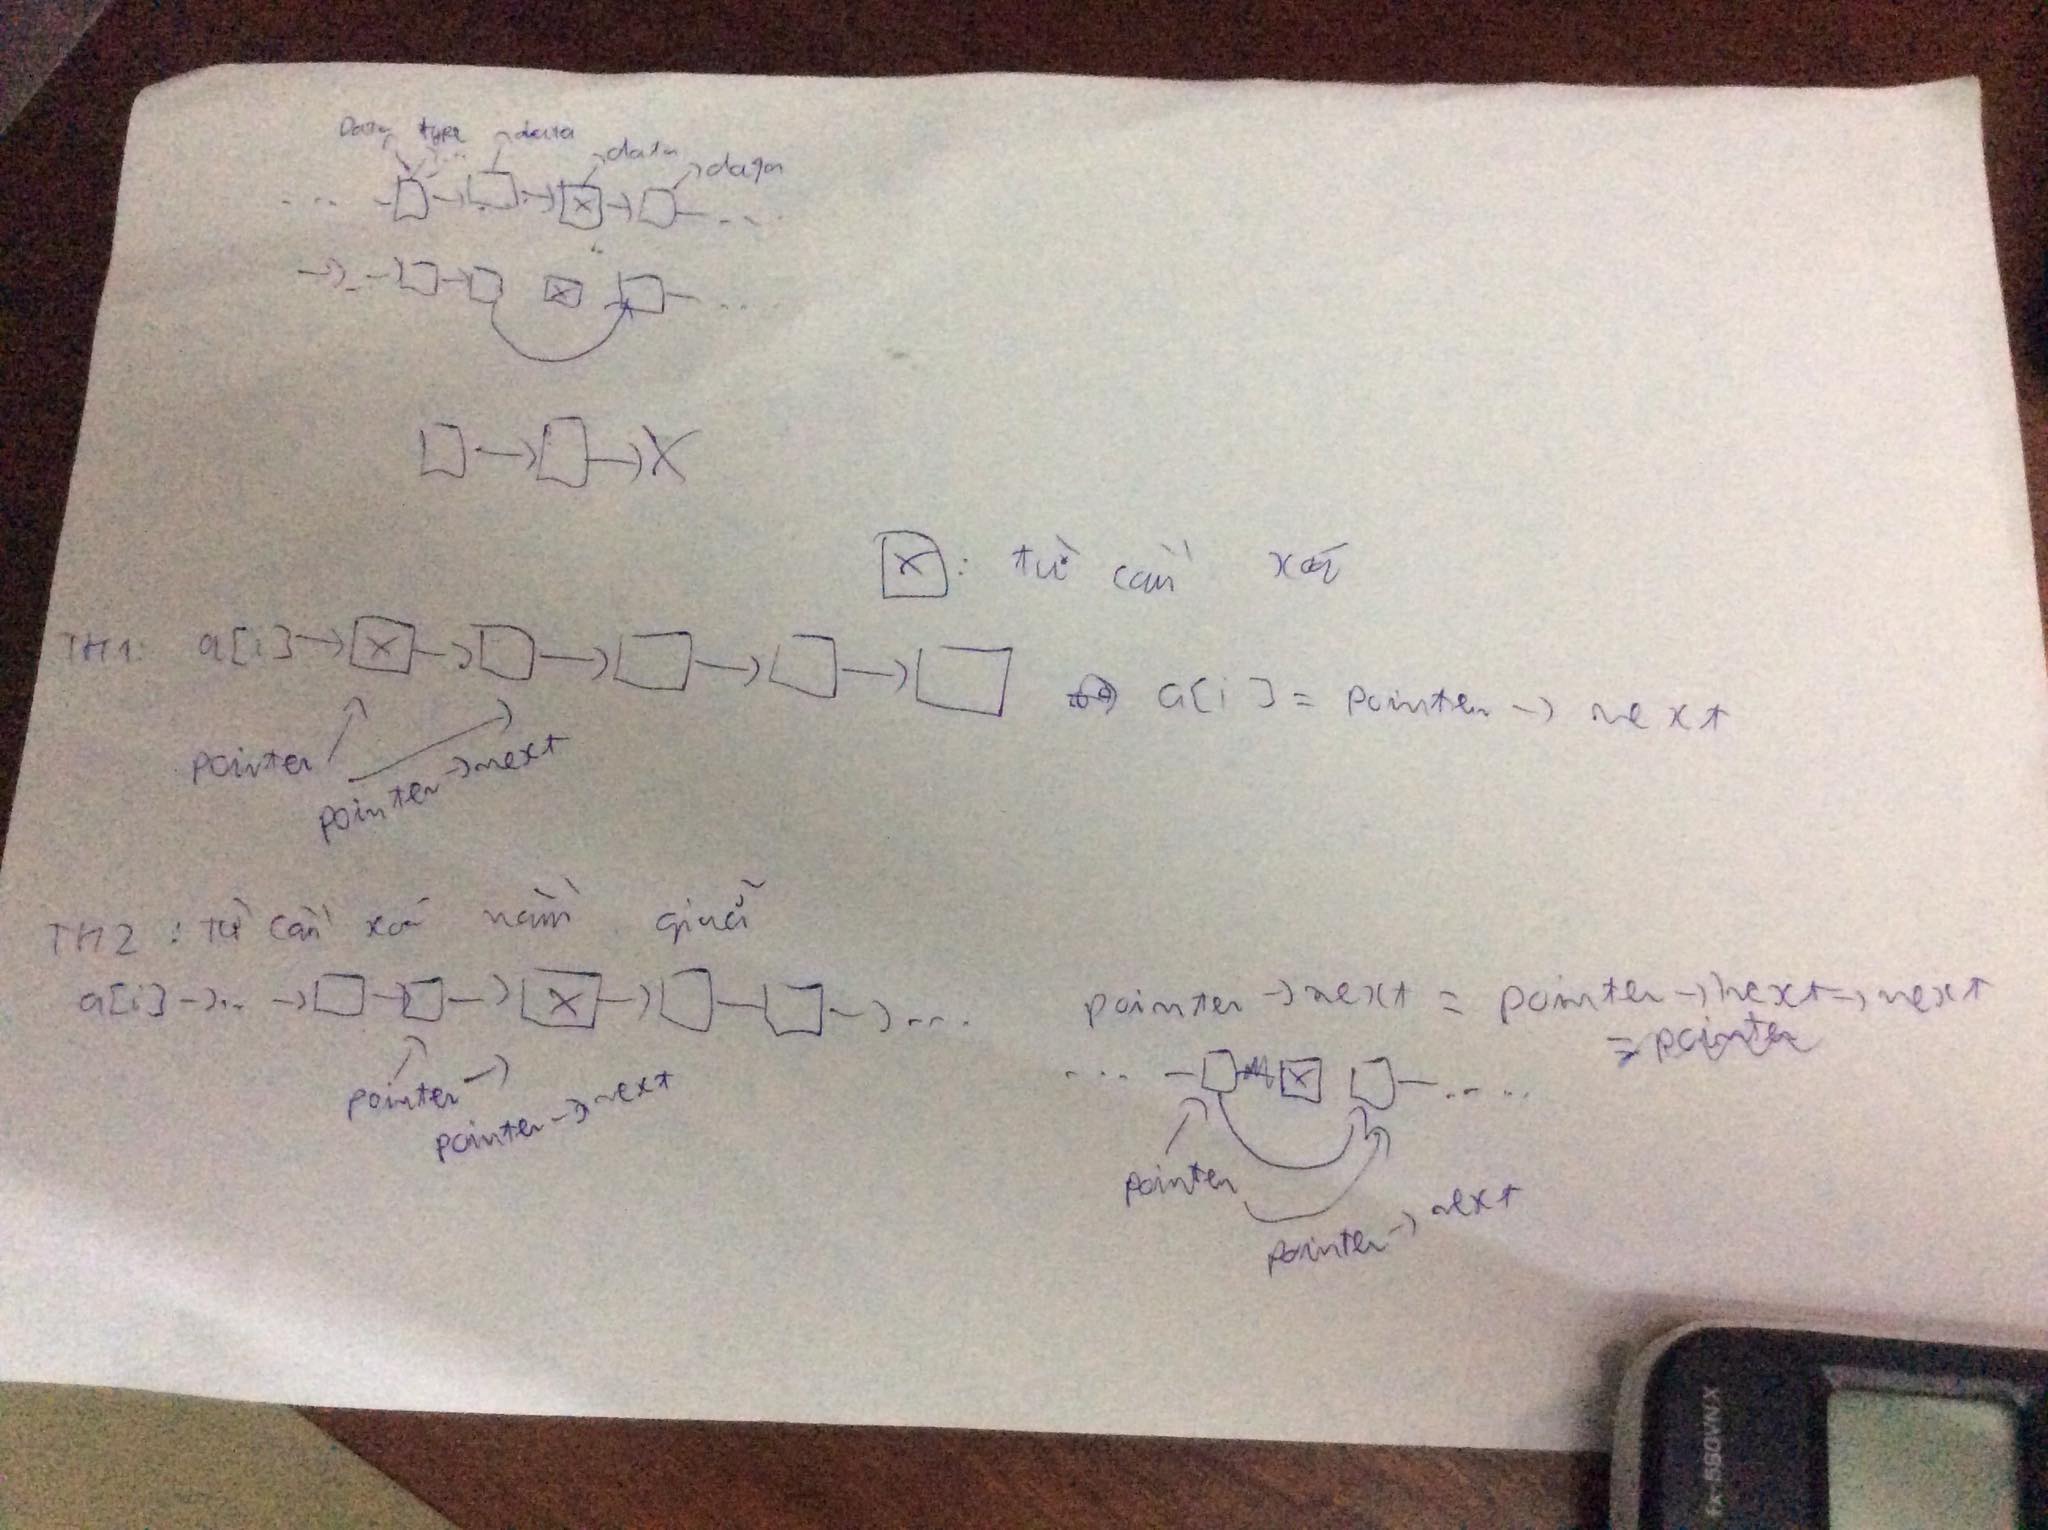 Data type data
data
data
X
X
X
X : từ cần xoá
TH1: a[i] → X → → → →
a[i] = pointer → next
pointer
pointer → next
TH2 : từ cần xoá nằm giữa
a[i] → ... → → → X → → ...
pointer → next = pointer → next → next
= pointer
X
pointer →
pointer → next
pointer
pointer → next
fx-580VN X